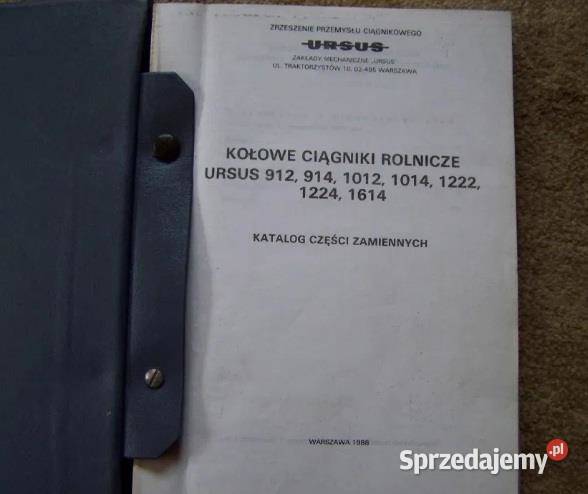 ZRZESZENIE PRZEMYSŁU CIĄGNIKOWEGO
URSUS
ZAKŁADY MECHANICZNE „URSUS"
UL. TRAKTORZYSTÓW 10, 02-495 WARSZAWA
KOŁOWE CIĄGNIKI ROLNICZE
URSUS 912, 914, 1012, 1014, 1222,
1224, 1614
KATALOG CZĘŚCI ZAMIENNYCH
WARSZAWA 1988
Sprzedajemy.pl